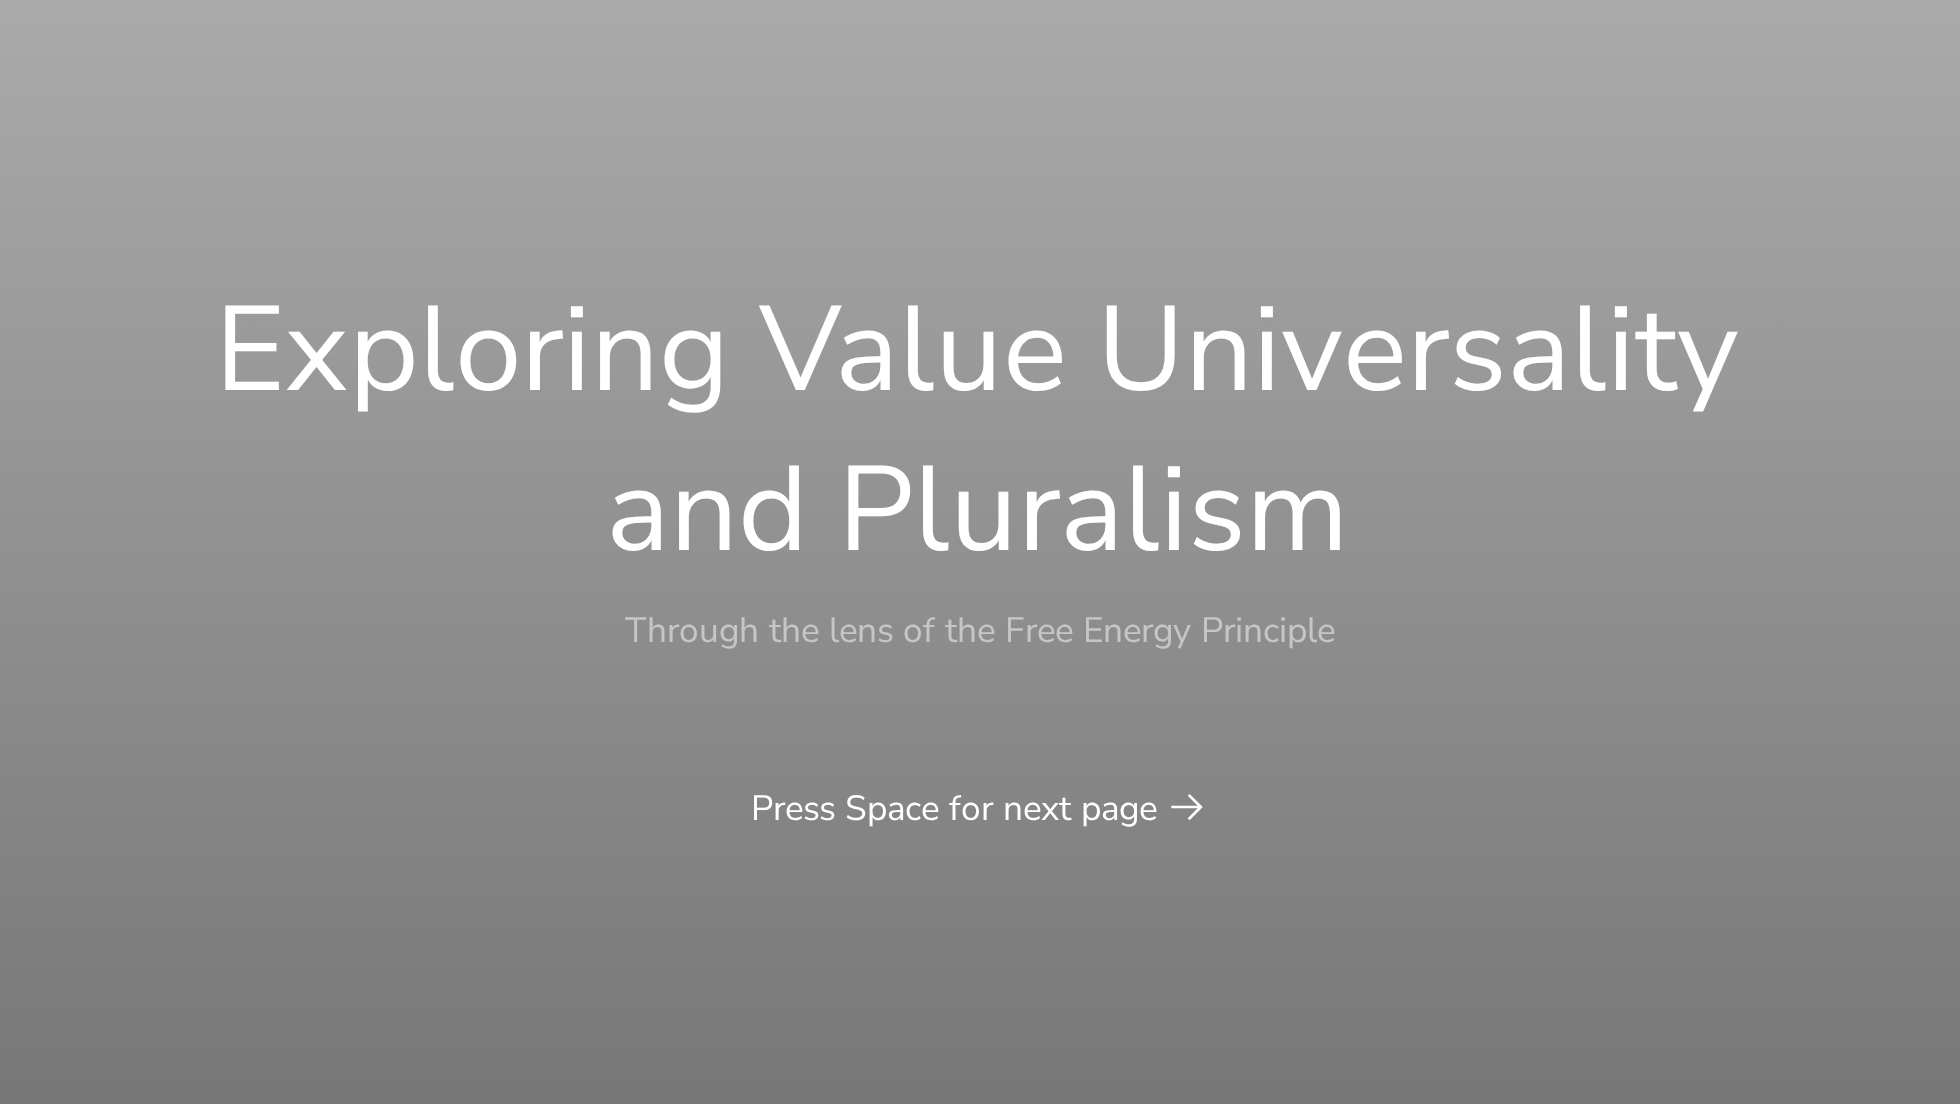 Exploring Value Universality
and Pluralism
Through the lens of the Free Energy Principle
Press Space for next page →